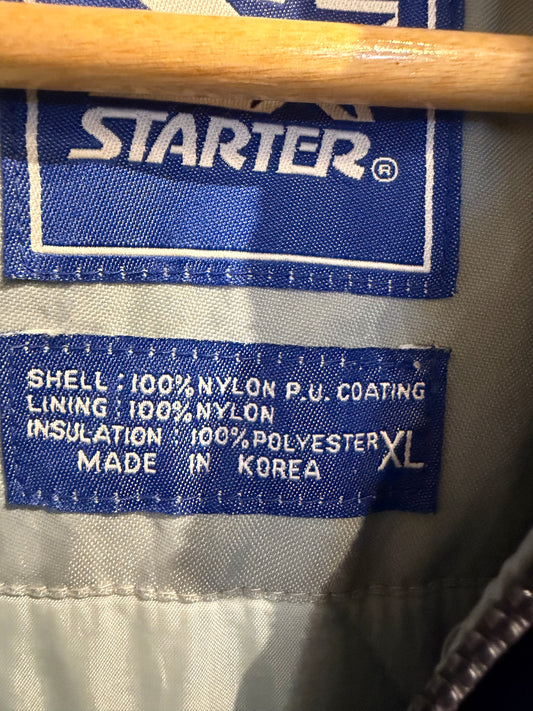 STARTER®
SHELL : 100% NYLON P.U. COATING
LINING : 100% NYLON
INSULATION : 100% POLYESTER XL
MADE IN KOREA